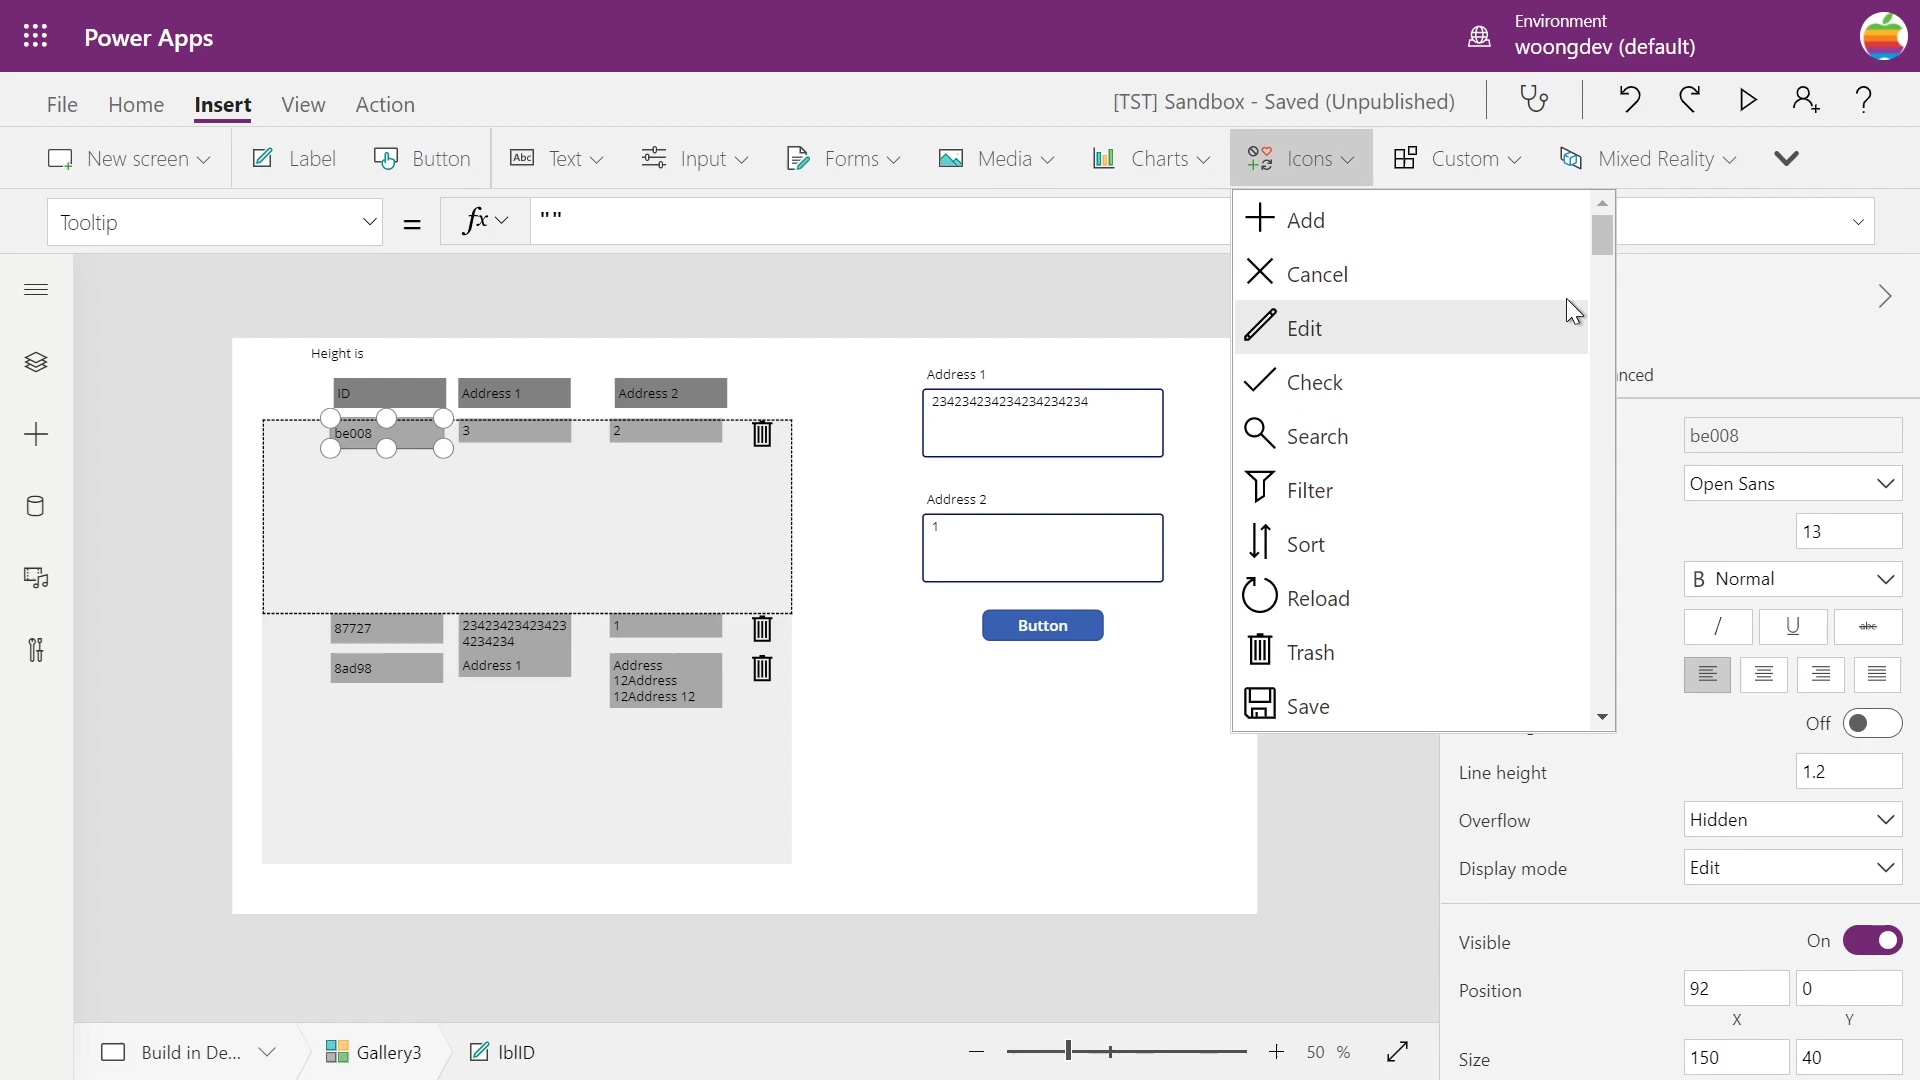 Power Apps
Environment
woongdev (default)
File
Home
Insert
View
Action
[TST] Sandbox - Saved (Unpublished)
New screen
Label
Button
Abc Text
Input
Forms
Media
Charts
Icons
Custom
Mixed Reality
Tooltip
=
fx
""
Add
Cancel
Edit
Check
Search
Filter
Sort
Reload
Trash
Save
Height is
ID
Address 1
Address 2
be008
3
2
87727
23423423423423
4234234
1
8ad98
Address 1
Address
12Address
12Address 12
Address 1
234234234234234234234
Address 2
1
Button
be008
Open Sans
13
B Normal
/
U
abc
Off
Line height
1.2
Overflow
Hidden
Display mode
Edit
Visible
On
Position
92
0
X
Y
Size
150
40
Build in De...
Gallery3
lblID
50 %